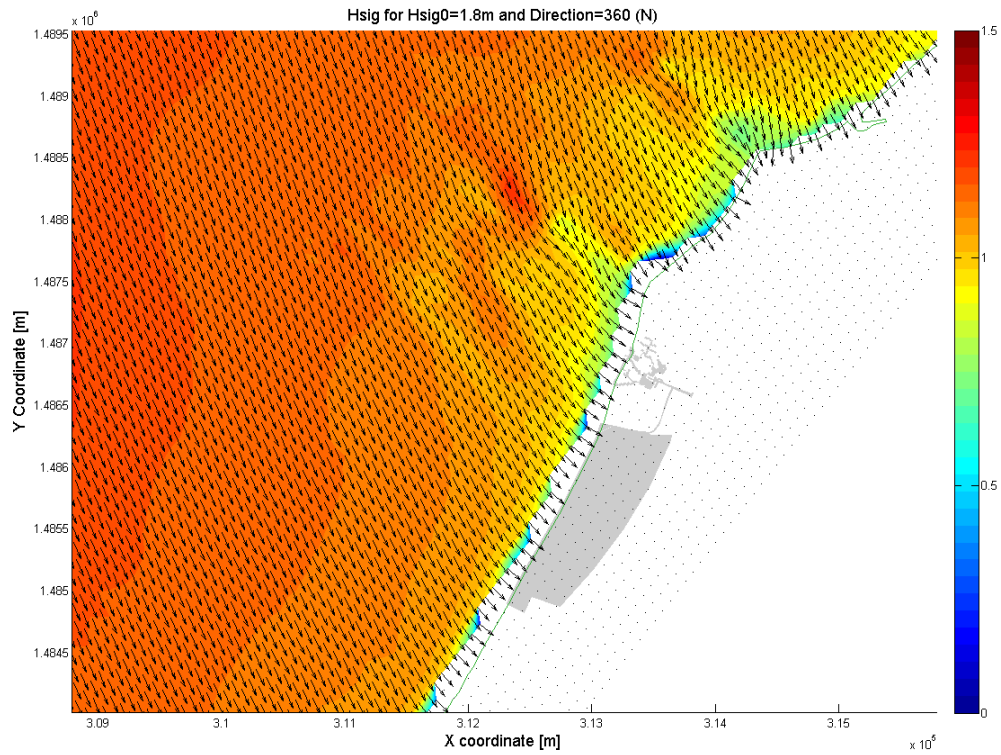 Hsig for Hsig0=1.8m and Direction=360 (N)
x 10^6
1.4895
1.489
1.4885
1.488
1.4875
1.487
1.4865
1.486
1.4855
1.485
1.4845
Y Coordinate [m]
3.09 3.1 3.11 3.12 3.13 3.14 3.15
x 10^5
X coordinate [m]
1.5
1
0.5
0